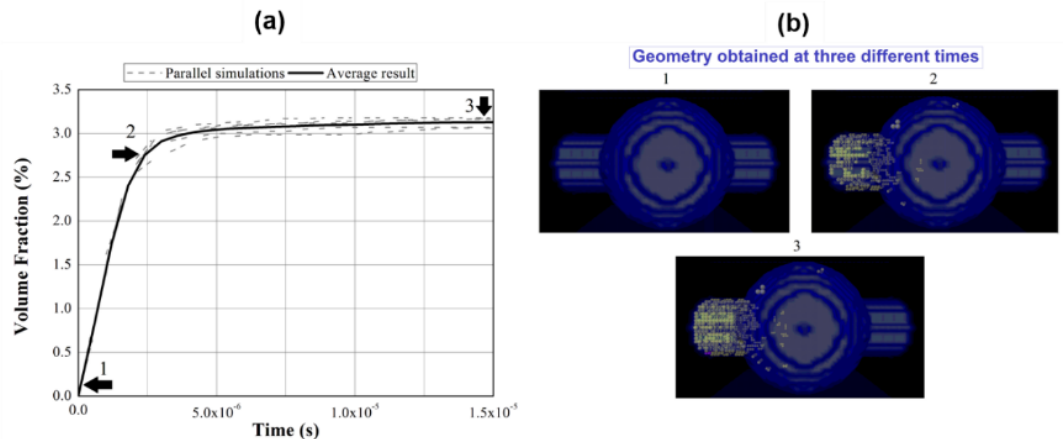 (a)
Parallel simulations
Average result
3.5
3.0
2.5
2.0
1.5
1.0
0.5
0.0
Volume Fraction (%)
1
2
3
0.0
5.0x10⁻⁶
1.0x10⁻⁵
1.5x10⁻⁵
Time (s)
(b)
Geometry obtained at three different times
1
2
3